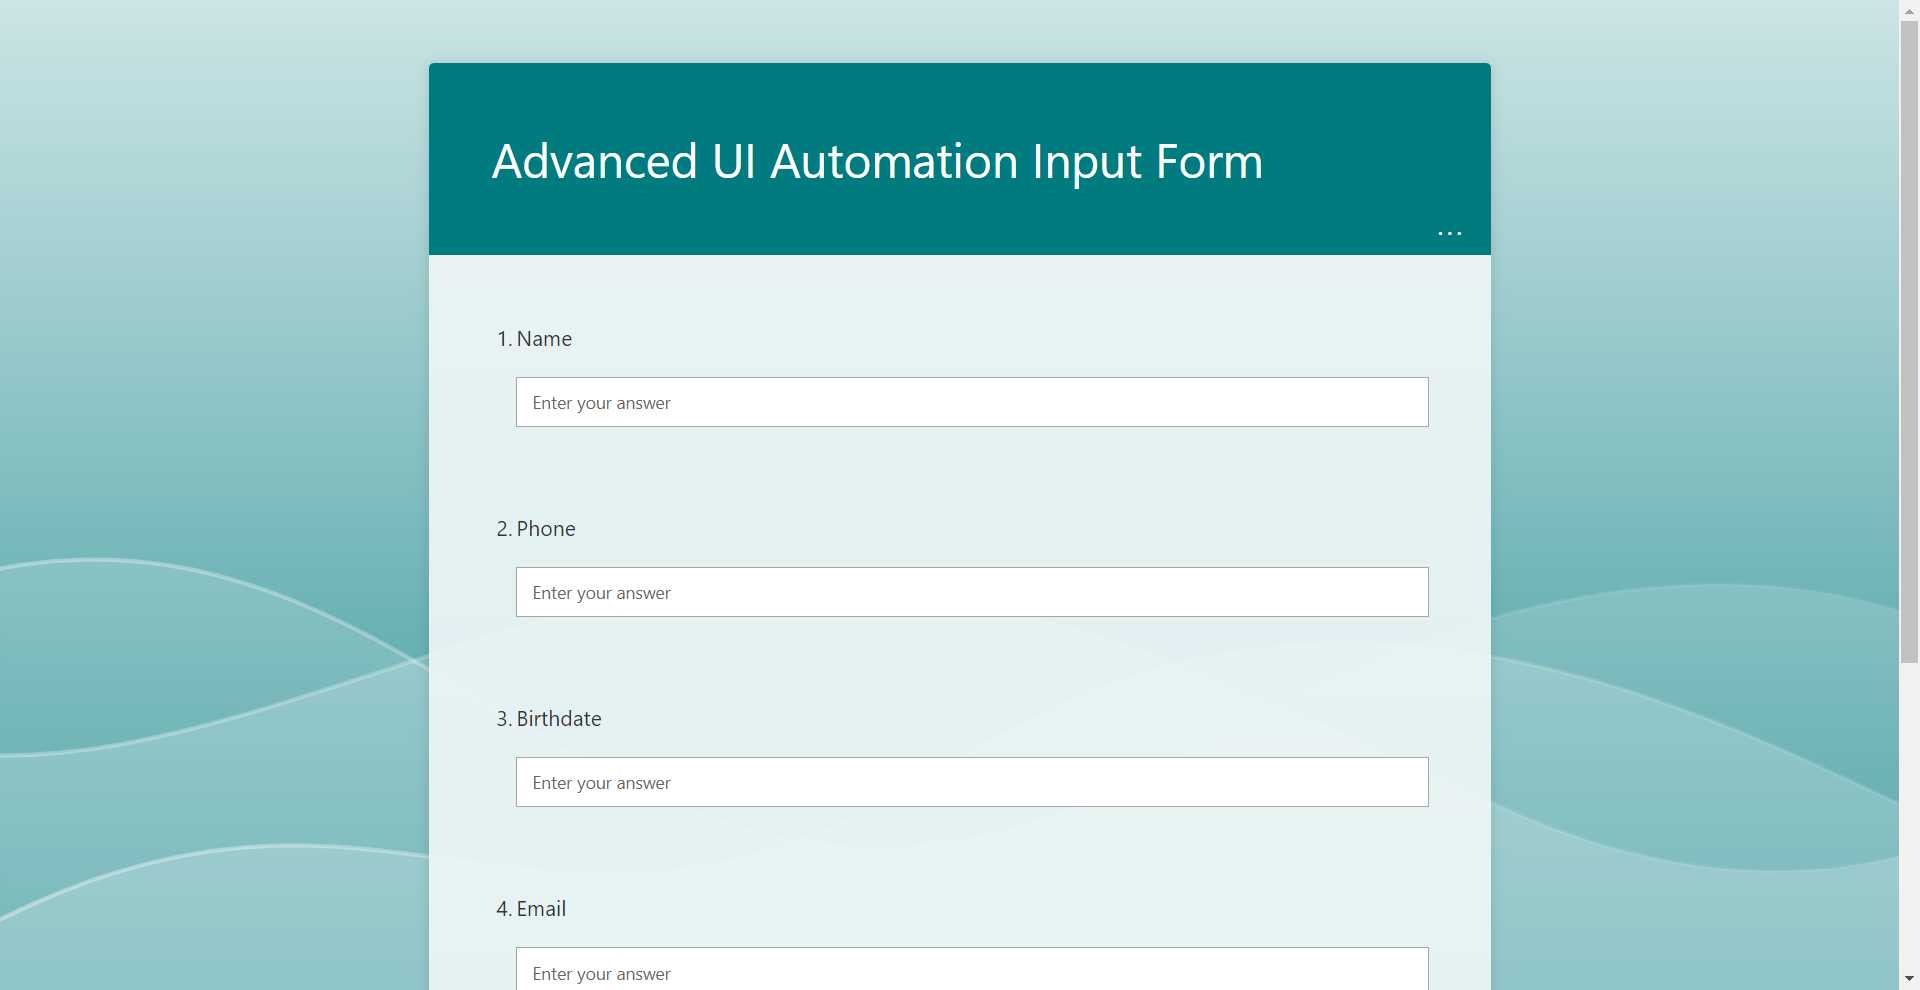 Advanced UI Automation Input Form
...
1. Name
Enter your answer
2. Phone
Enter your answer
3. Birthdate
Enter your answer
4. Email
Enter your answer